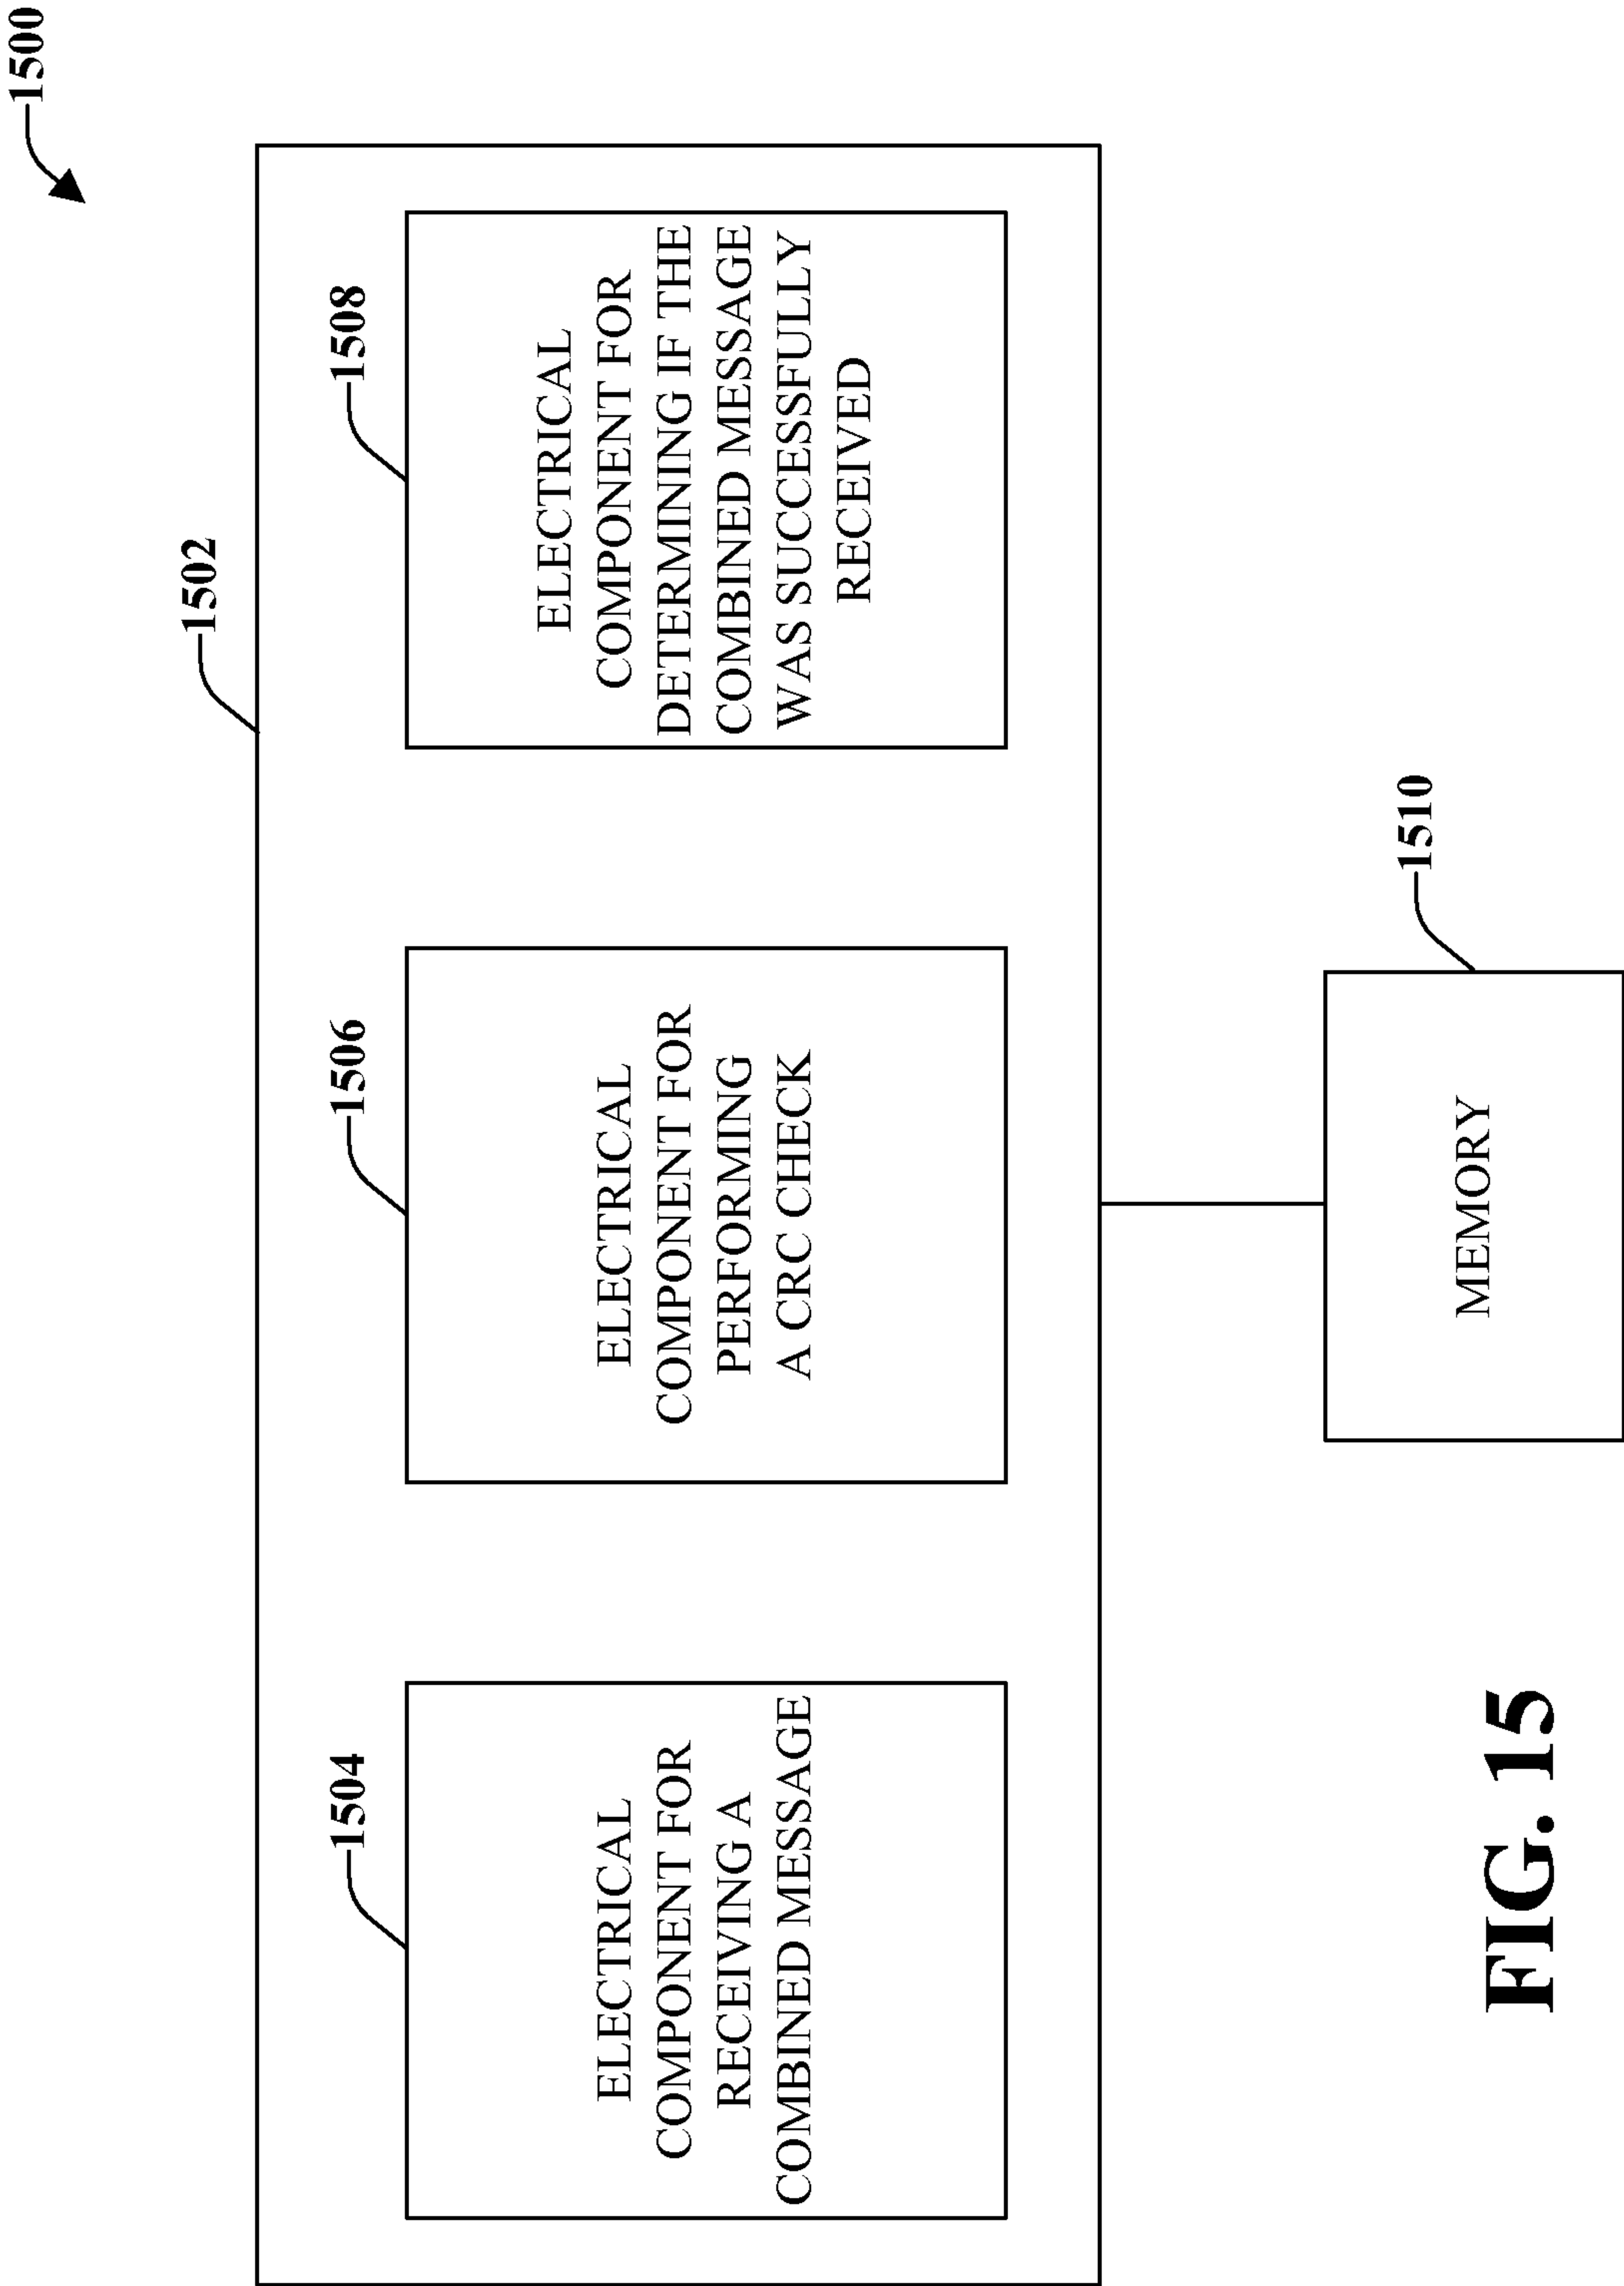 1500
1502
1504
ELECTRICAL
COMPONENT FOR
RECEIVING A
COMBINED MESSAGE
1506
ELECTRICAL
COMPONENT FOR
PERFORMING
A CRC CHECK
1508
ELECTRICAL
COMPONENT FOR
DETERMINING IF THE
COMBINED MESSAGE
WAS SUCCESSFULLY
RECEIVED
1510
MEMORY
FIG. 15